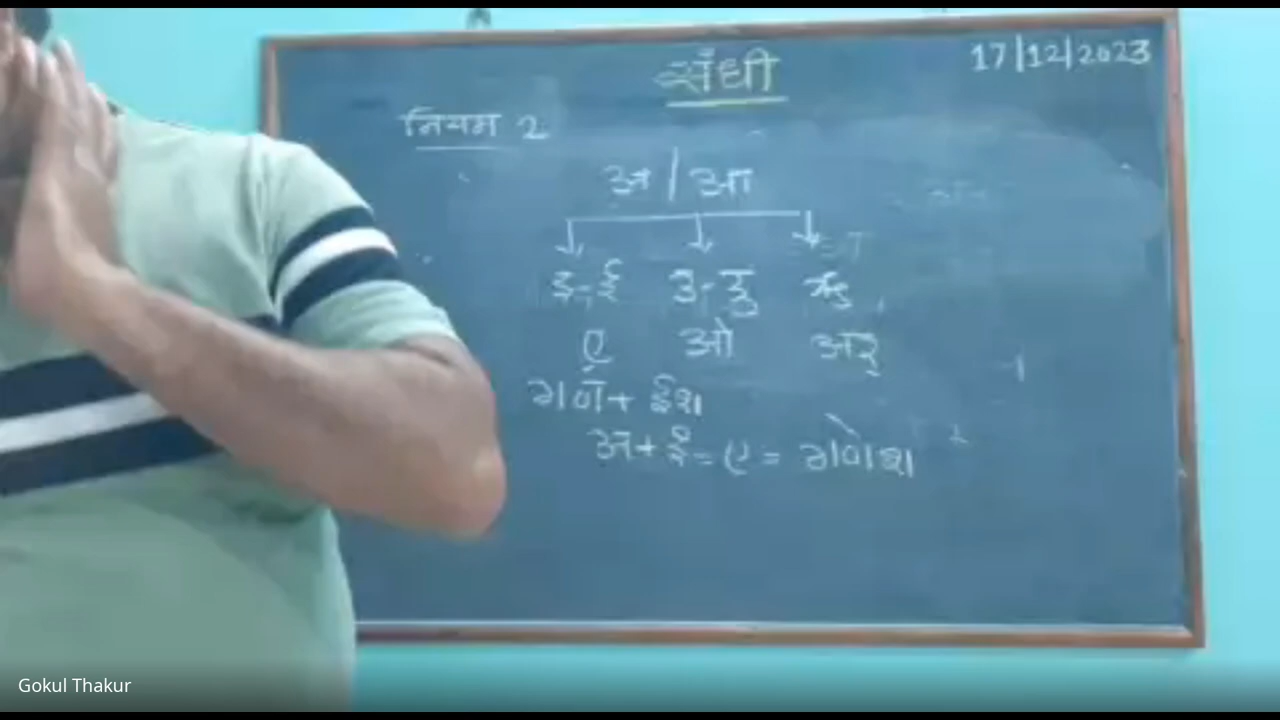 संधी
17|12|2023
नियम 2
अ / आ
इ-ई उ-ऊ ऋ
ए ओ अर्
गण + ईश
अ + ई = ए = गणेश
Gokul Thakur